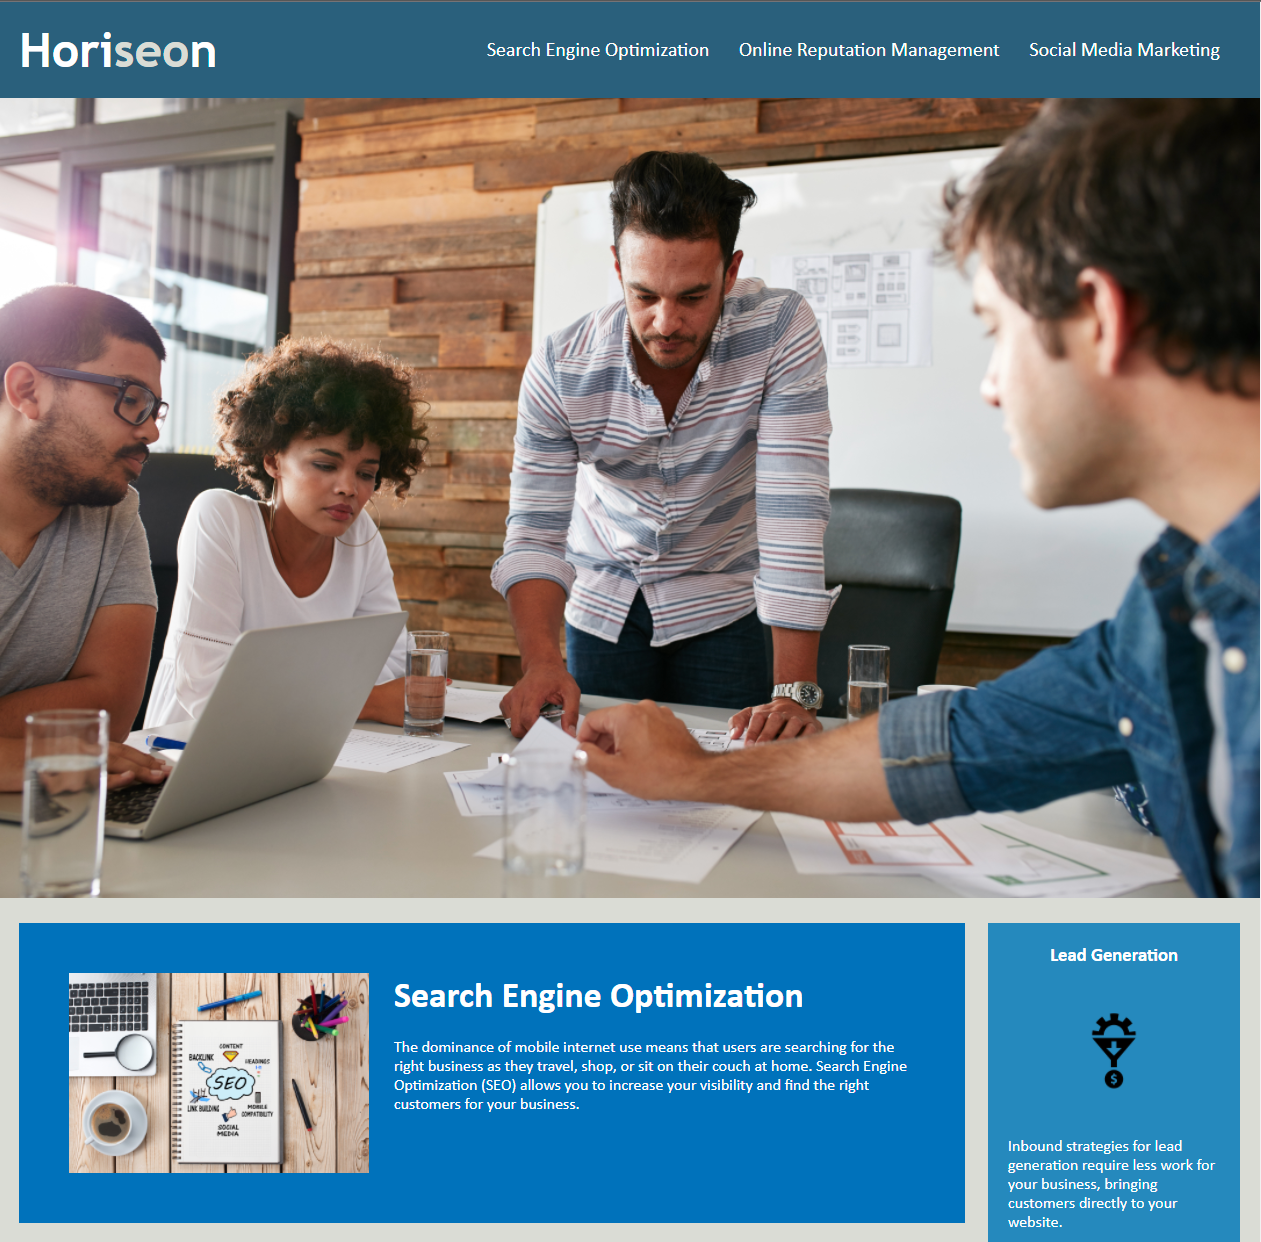 Horiseon
Search Engine Optimization
Online Reputation Management
Social Media Marketing
Search Engine Optimization
The dominance of mobile internet use means that users are searching for the
right business as they travel, shop, or sit on their couch at home. Search Engine
Optimization (SEO) allows you to increase your visibility and find the right
customers for your business.
CONTENT
BACKLINK
HEADINGS
SEO
LINK BUILDING
MOBILE
COMPATIBILITY
SOCIAL
MEDIA
Lead Generation
$
Inbound strategies for lead
generation require less work for
your business, bringing
customers directly to your
website.